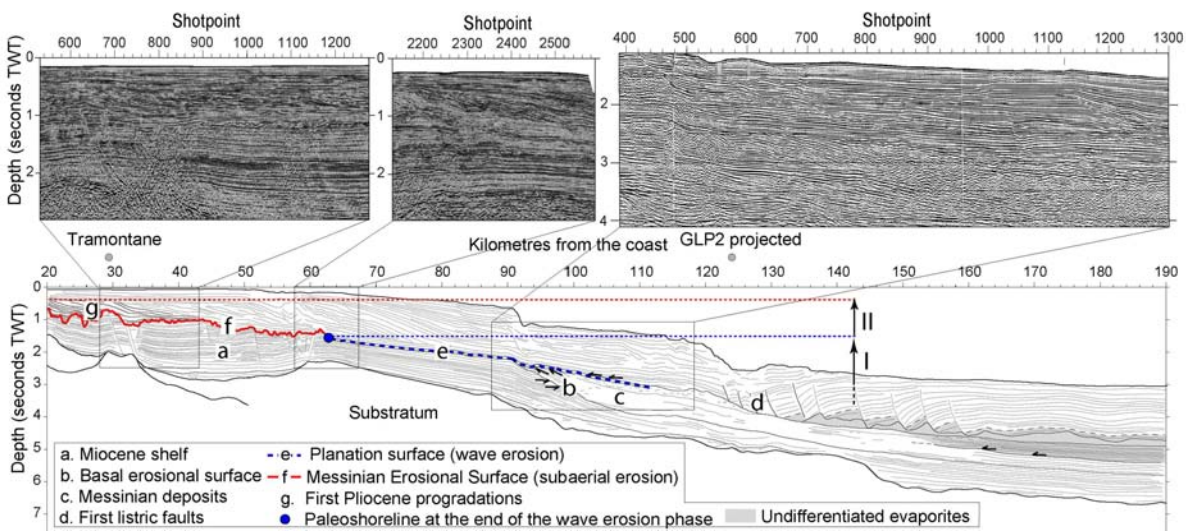 Shotpoint Shotpoint Shotpoint
600 700 800 900 1000 1100 1200
2200 2300 2400 2500
400 500 600 700 800 900 1000 1100 1200 1300
Depth (seconds TWT)
0 1 2
0 1 2
2 3 4
Tramontane Kilometres from the coast GLP2 projected
20 30 40 50 60 70 80 90 100 110 120 130 140 150 160 170 180 190
Depth (seconds TWT)
0
1
2
3
4
5
6
7
g f a e b c d II I
Substratum
a. Miocene shelf
b. Basal erosional surface
c. Messinian deposits
d. First listric faults
e Planation surface (wave erosion)
f Messinian Erosional Surface (subaerial erosion)
g. First Pliocene progradations
Paleoshoreline at the end of the wave erosion phase
Undifferentiated evaporites